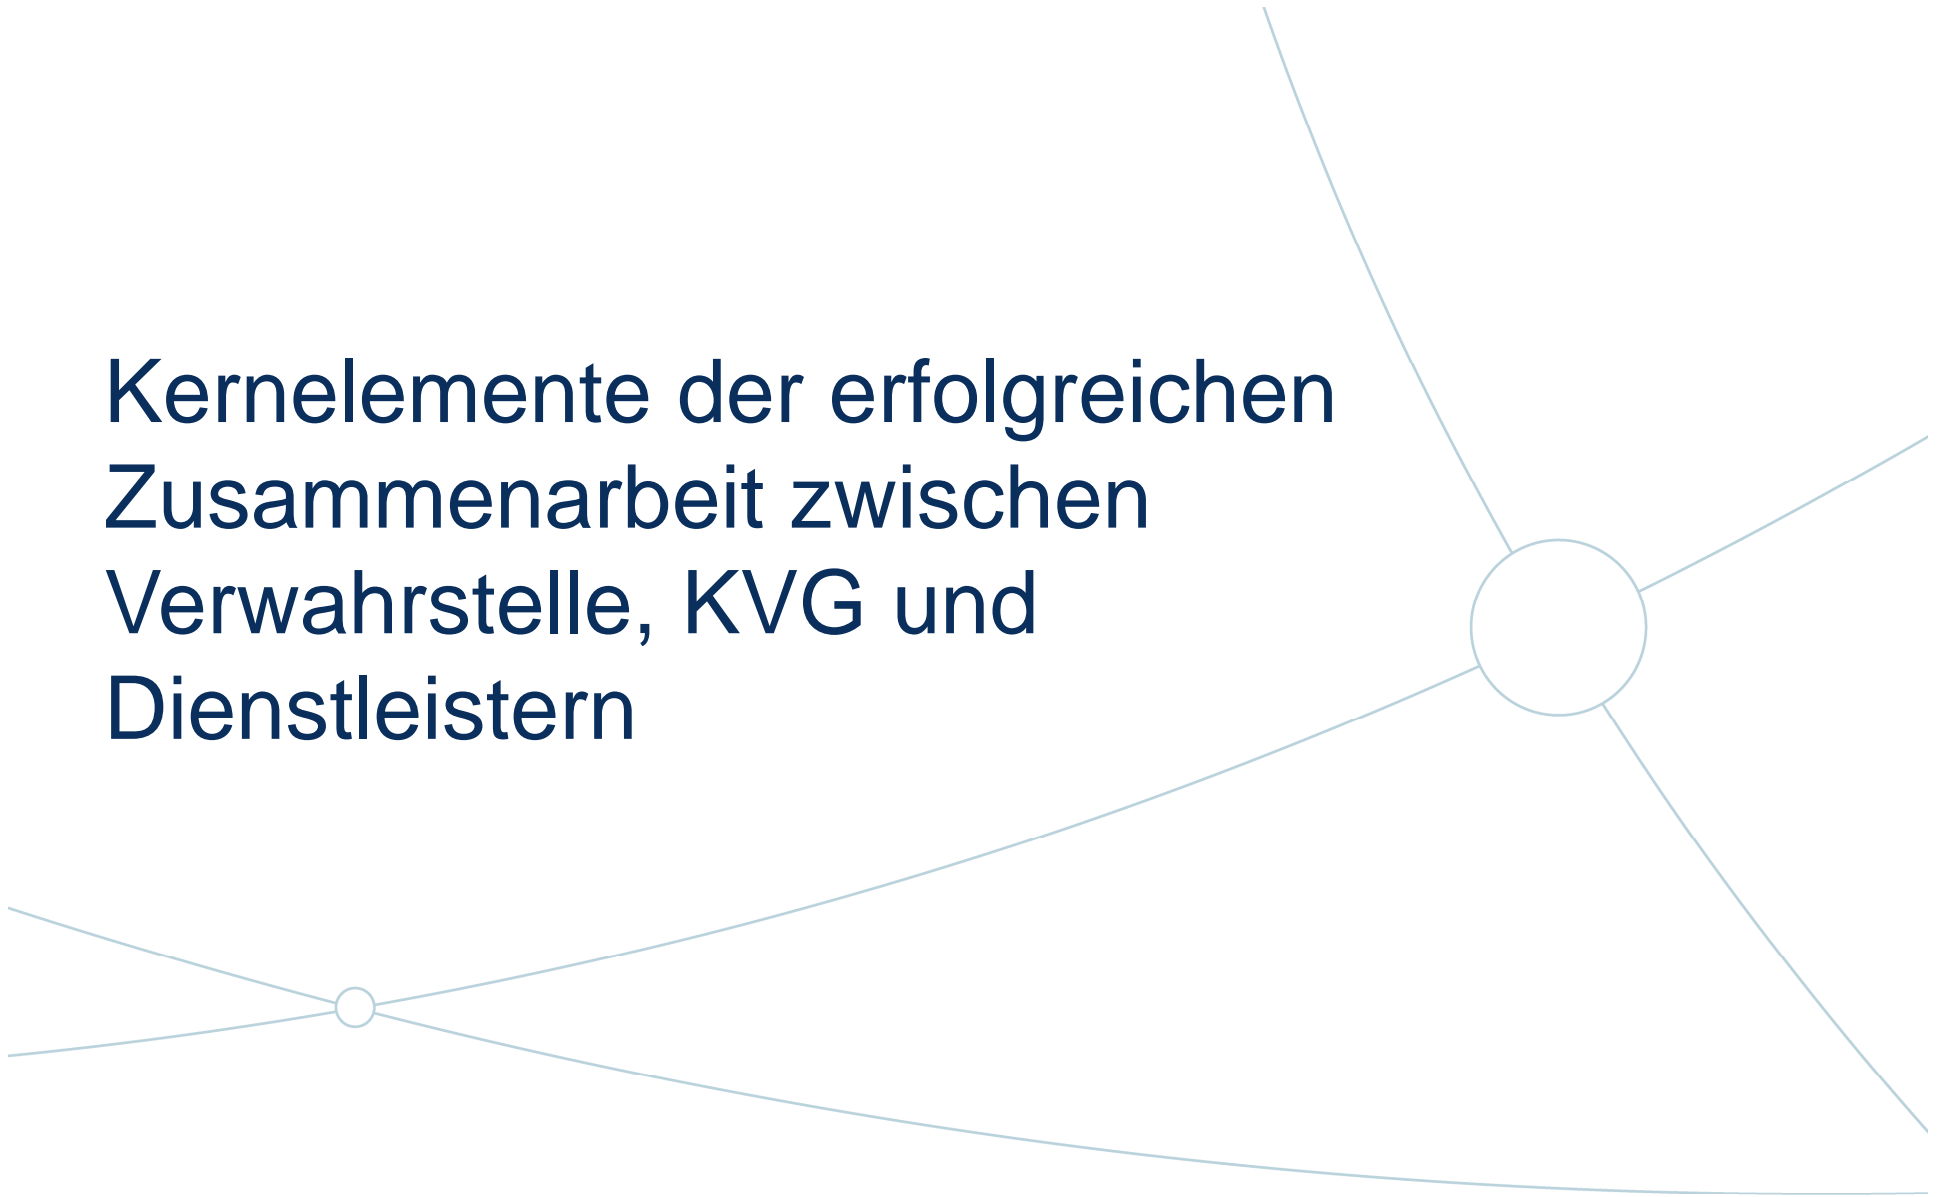 Kernelemente der erfolgreichen
Zusammenarbeit zwischen
Verwahrstelle, KVG und
Dienstleistern